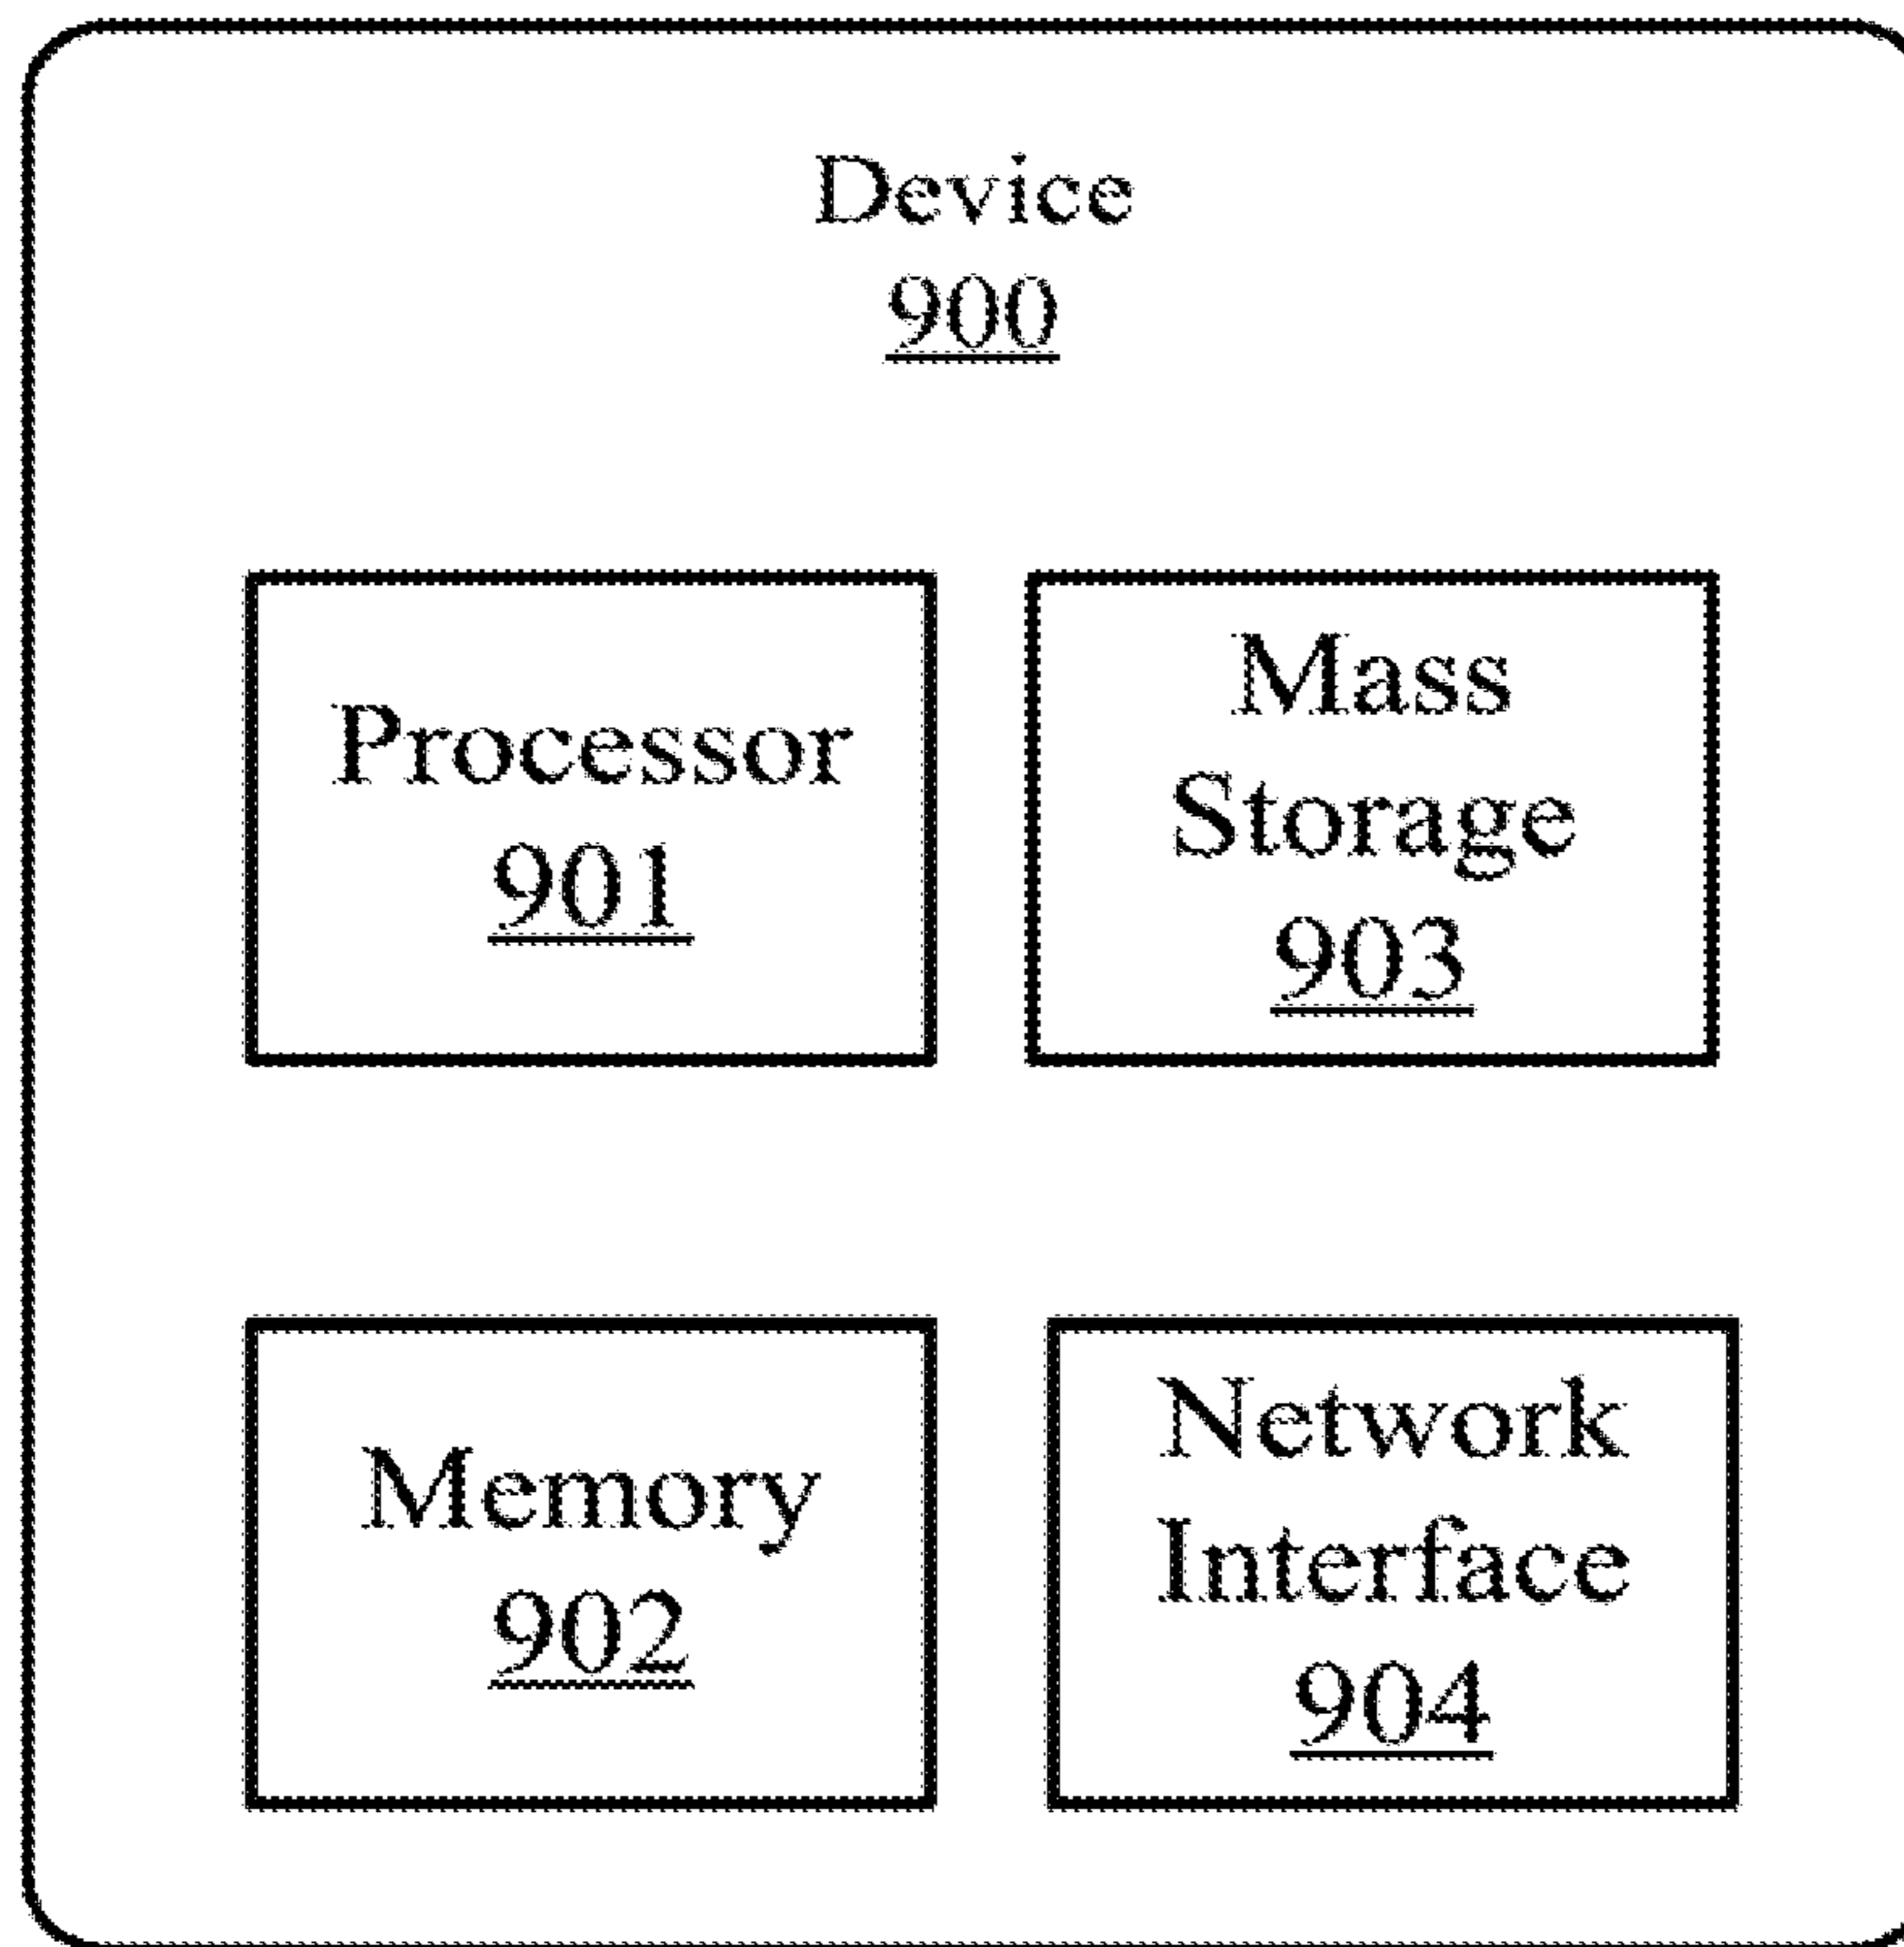 Device
900
Processor
901
Mass
Storage
903
Memory
902
Network
Interface
904